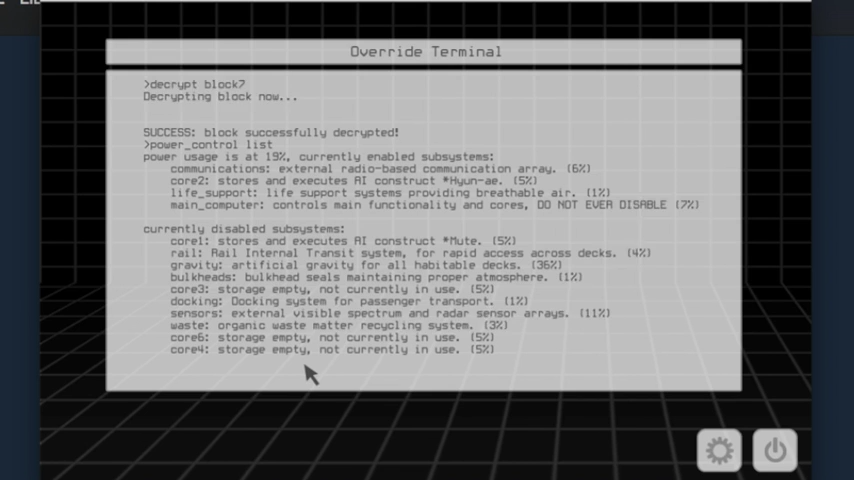 Override Terminal
>decrypt block7
Decrypting block now...
SUCCESS: block successfully decrypted!
>power_control list
power usage is at 19%, currently enabled subsystems:
communications: external radio-based communication array. (6%)
core2: stores and executes AI construct *Hyun-ae. (5%)
life_support: life support systems providing breathable air. (1%)
main_computer: controls main functionality and cores, DO NOT EVER DISABLE (7%)
currently disabled subsystems:
core1: stores and executes AI construct *Mute. (5%)
rail: Rail Internal Transit system, for rapid access across decks. (4%)
gravity: artificial gravity for all habitable decks. (36%)
bulkheads: bulkhead seals maintaining proper atmosphere. (1%)
core3: storage empty, not currently in use. (5%)
docking: Docking system for passenger transport. (1%)
sensors: external visible spectrum and radar sensor arrays. (11%)
waste: organic waste matter recycling system. (3%)
core6: storage empty, not currently in use. (5%)
core4: storage empty, not currently in use. (5%)